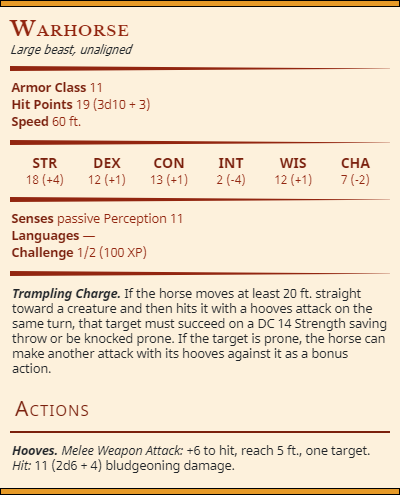 Warhorse
Large beast, unaligned
Armor Class 11
Hit Points 19 (3d10 + 3)
Speed 60 ft.
STR DEX CON INT WIS CHA
18 (+4) 12 (+1) 13 (+1) 2 (-4) 12 (+1) 7 (-2)
Senses passive Perception 11
Languages —
Challenge 1/2 (100 XP)
Trampling Charge. If the horse moves at least 20 ft. straight
toward a creature and then hits it with a hooves attack on the
same turn, that target must succeed on a DC 14 Strength saving
throw or be knocked prone. If the target is prone, the horse can
make another attack with its hooves against it as a bonus
action.
Actions
Hooves. Melee Weapon Attack: +6 to hit, reach 5 ft., one target.
Hit: 11 (2d6 + 4) bludgeoning damage.